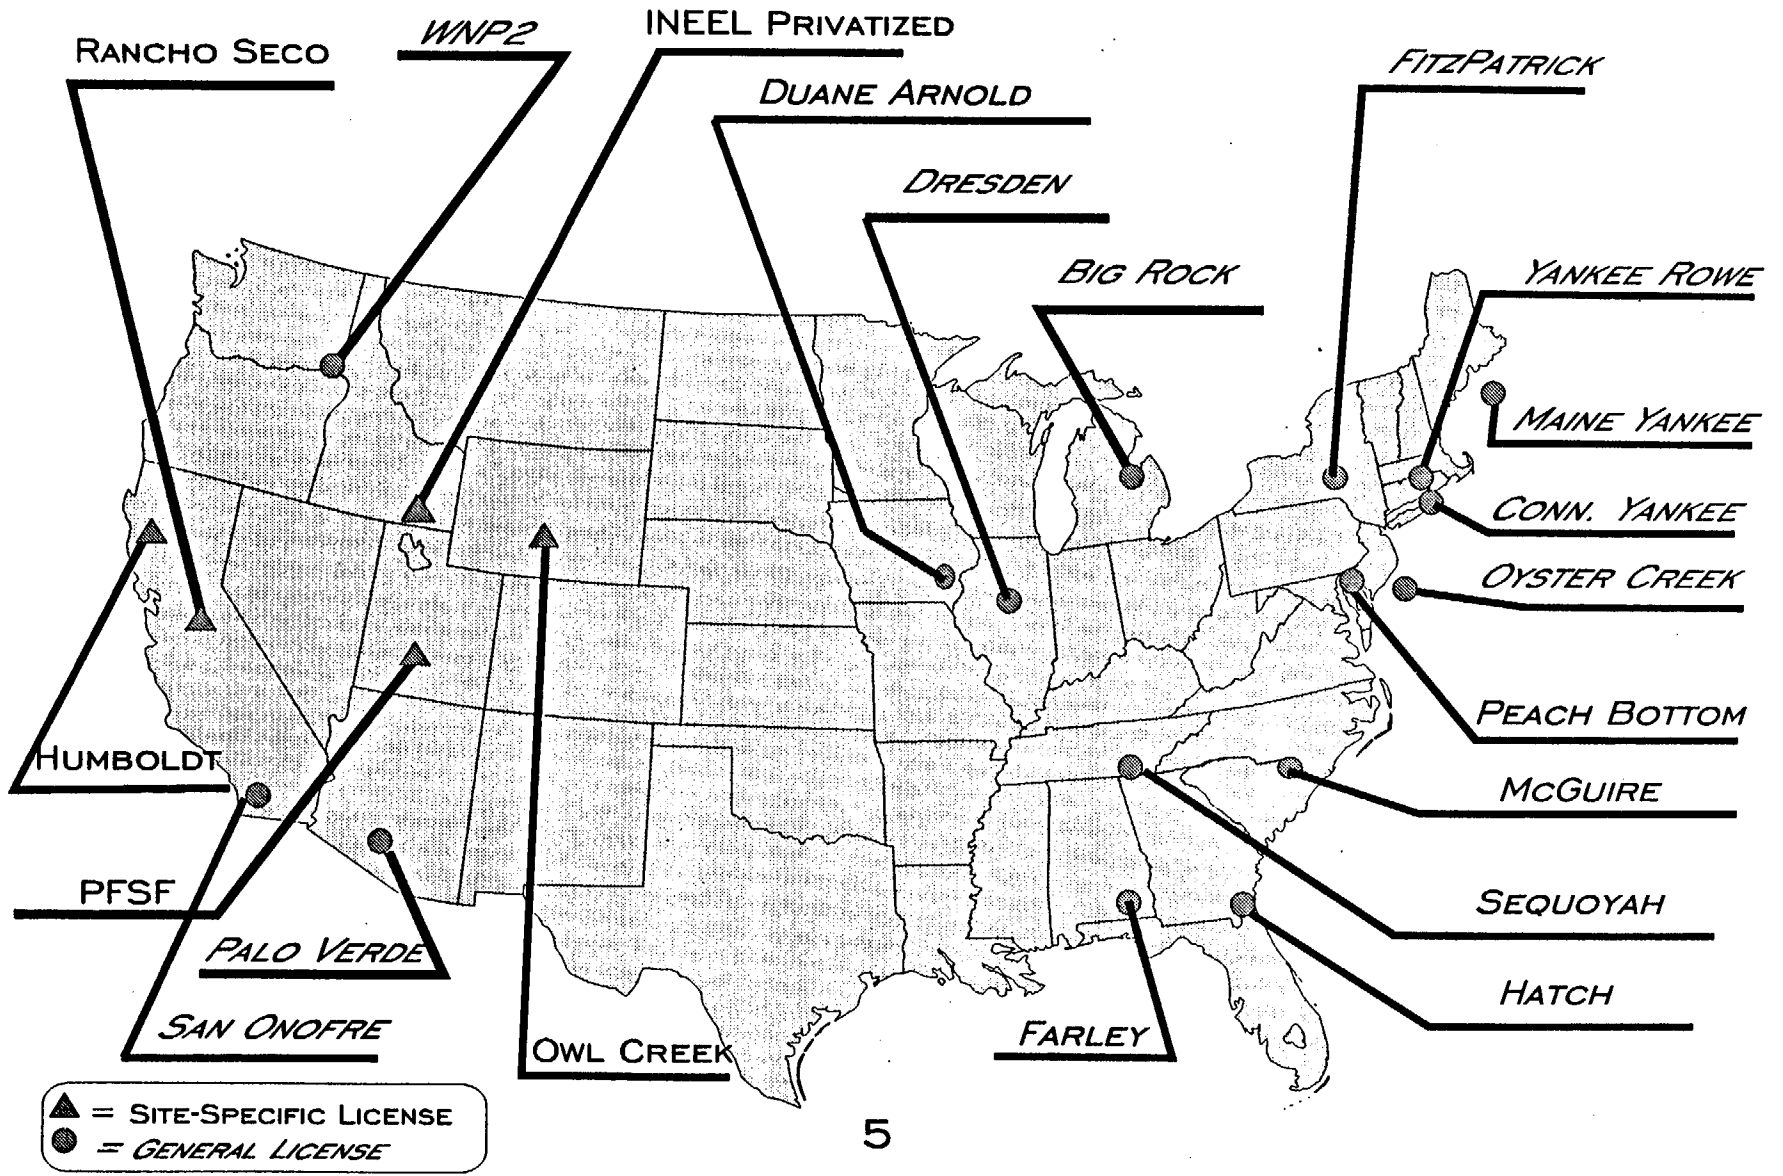 INEEL PRIVATIZED
WNP2
RANCHO SECO
FITZPATRICK
DUANE ARNOLD
DRESDEN
BIG ROCK
YANKEE ROWE
MAINE YANKEE
CONN. YANKEE
OYSTER CREEK
PEACH BOTTOM
HUMBOLDT
MCGUIRE
PFSF
SEQUOYAH
PALO VERDE
HATCH
SAN ONOFRE
FARLEY
OWL CREEK
= SITE-SPECIFIC LICENSE
= GENERAL LICENSE
5